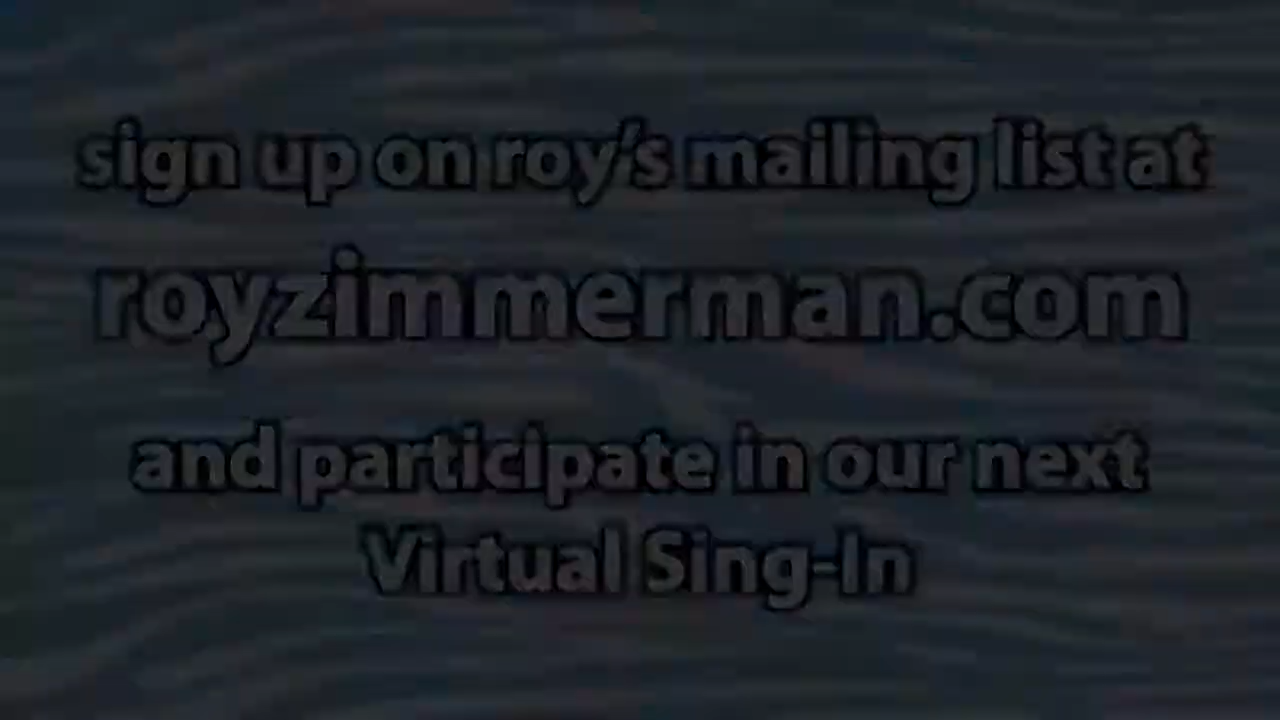 sign up on roy's mailing list at
royzimmerman.com
and participate in our next
Virtual Sing-In